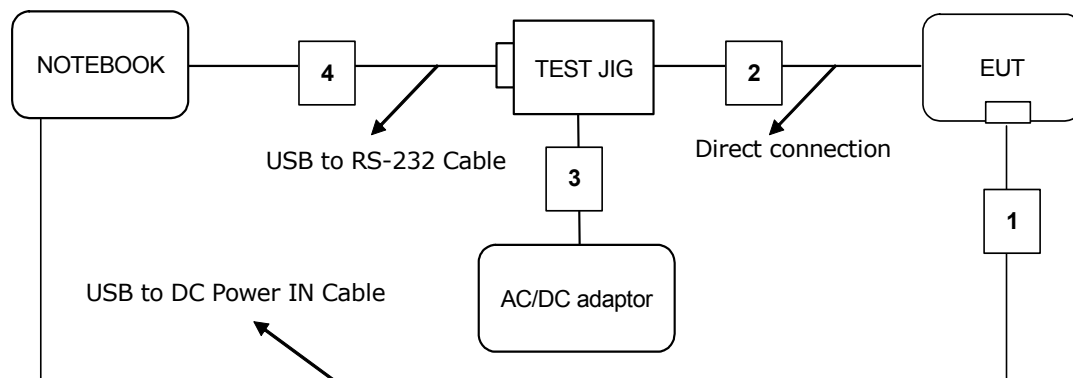 NOTEBOOK
4
TEST JIG
2
EUT
USB to RS-232 Cable
Direct connection
3
1
USB to DC Power IN Cable
AC/DC adaptor